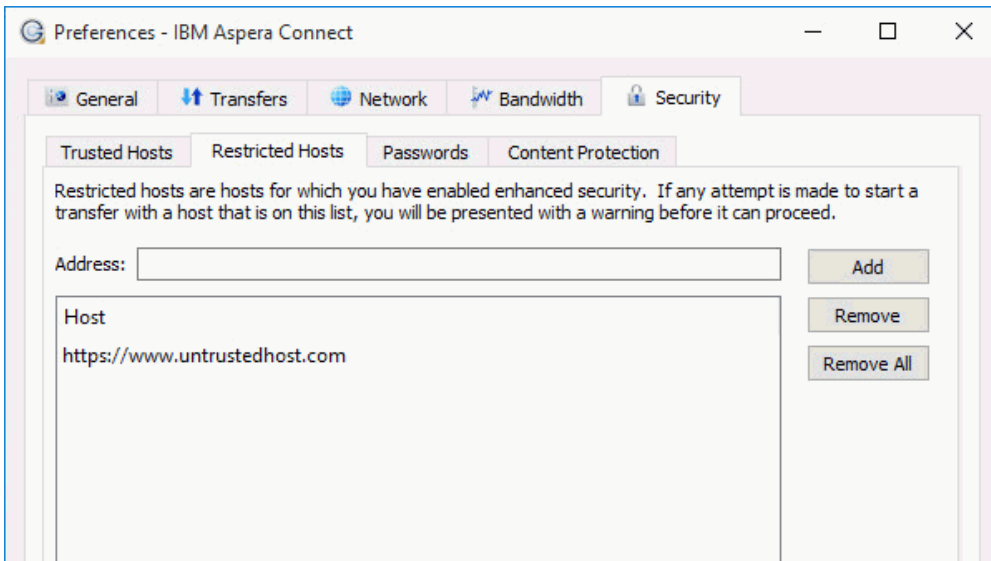 Preferences - IBM Aspera Connect
General Transfers Network Bandwidth Security
Trusted Hosts Restricted Hosts Passwords Content Protection
Restricted hosts are hosts for which you have enabled enhanced security. If any attempt is made to start a
transfer with a host that is on this list, you will be presented with a warning before it can proceed.
Address: Add
Host Remove
https://www.untrustedhost.com Remove All